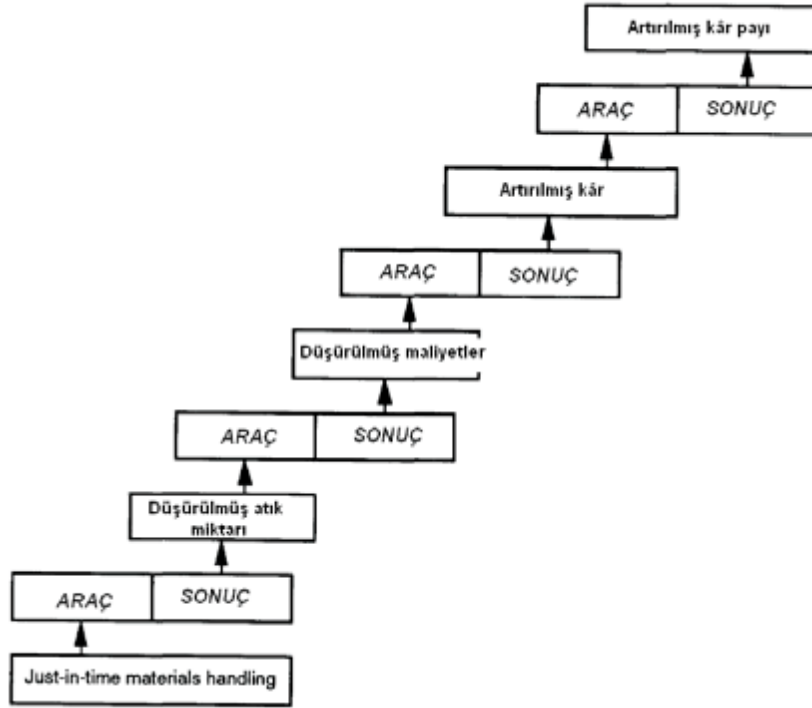 Artırılmış kâr payı
ARAÇ SONUÇ
Artırılmış kâr
ARAÇ SONUÇ
Düşürülmüş maliyetler
ARAÇ SONUÇ
Düşürülmüş atık
miktarı
ARAÇ SONUÇ
Just-in-time materials handling